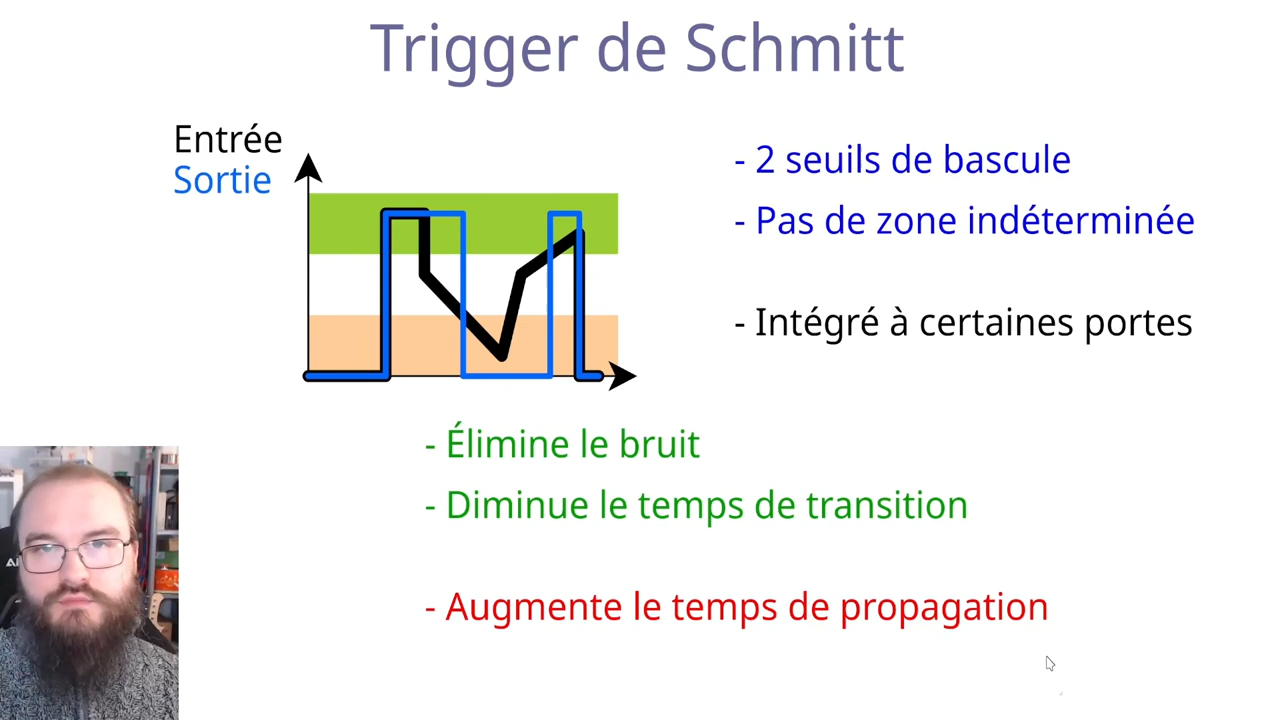 Trigger de Schmitt
Entrée
Sortie
- 2 seuils de bascule
- Pas de zone indéterminée
- Intégré à certaines portes
- Élimine le bruit
- Diminue le temps de transition
- Augmente le temps de propagation